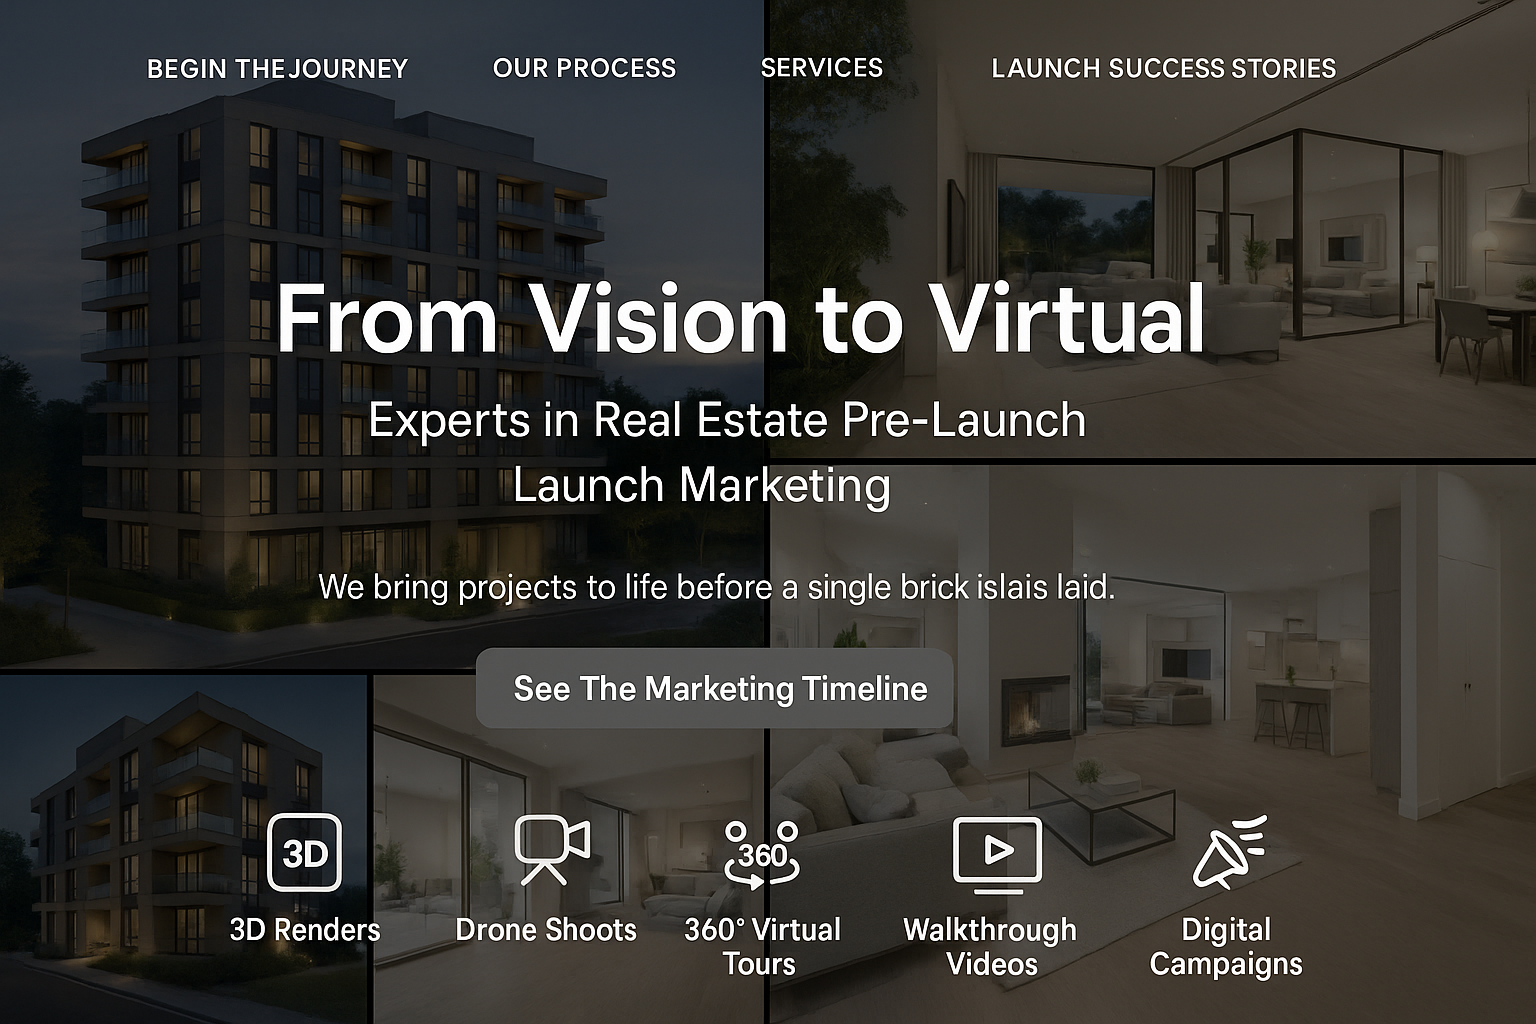 BEGIN THE JOURNEY
OUR PROCESS
SERVICES
LAUNCH SUCCESS STORIES
From Vision to Virtual
Experts in Real Estate Pre-Launch
Launch Marketing
We bring projects to life before a single brick islais laid.
See The Marketing Timeline
3D
360
3D Renders
Drone Shoots
360° Virtual
Tours
Walkthrough
Videos
Digital
Campaigns